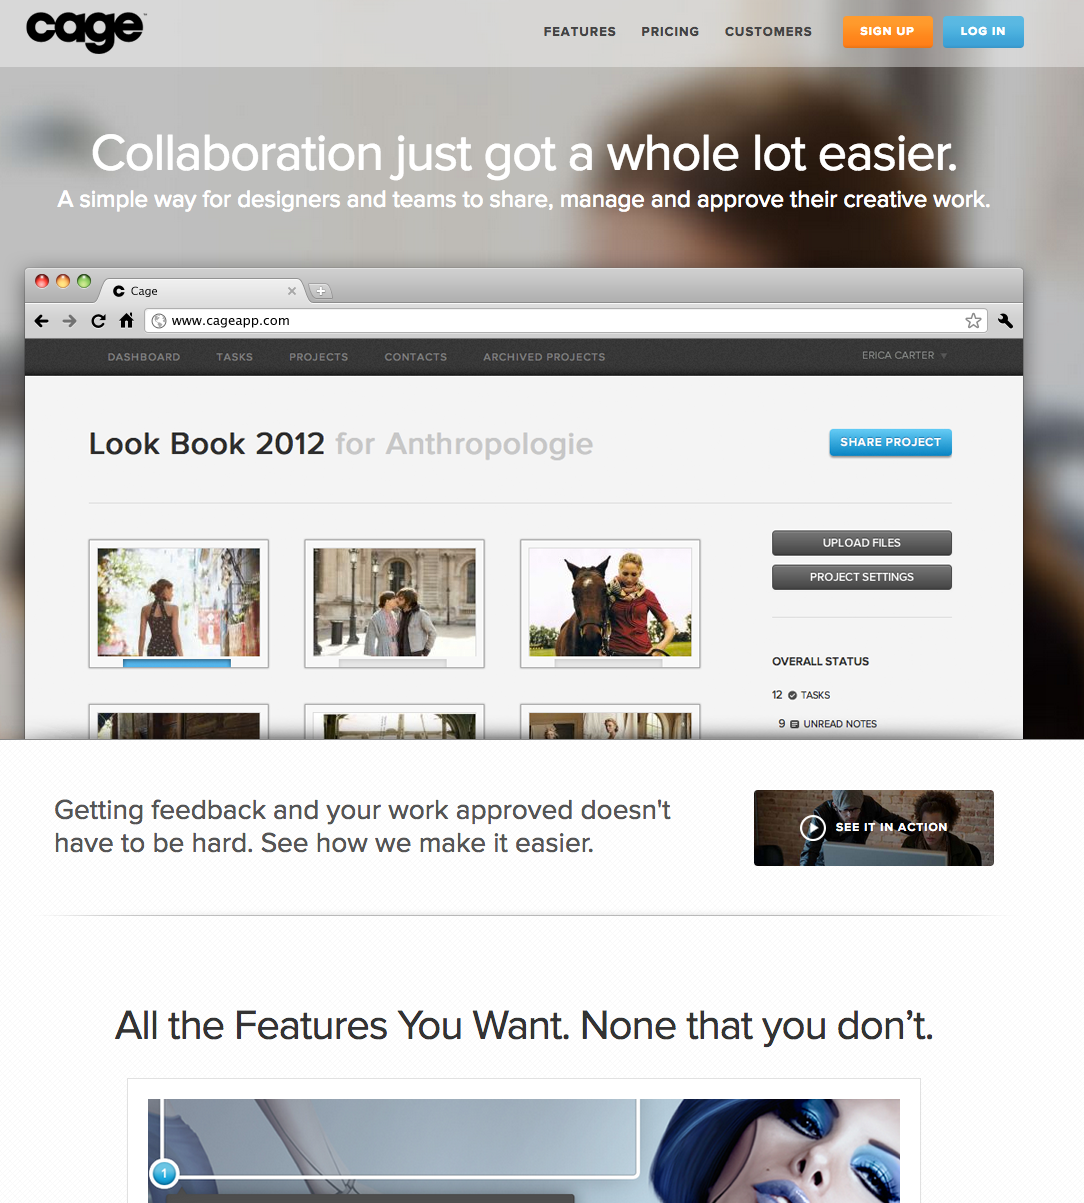 cage™
FEATURES PRICING CUSTOMERS SIGN UP LOG IN
Collaboration just got a whole lot easier.
A simple way for designers and teams to share, manage and approve their creative work.
Cage
www.cageapp.com
DASHBOARD TASKS PROJECTS CONTACTS ARCHIVED PROJECTS ERICA CARTER
Look Book 2012 for Anthropologie SHARE PROJECT
UPLOAD FILES
PROJECT SETTINGS
OVERALL STATUS
12 TASKS
9 UNREAD NOTES
Getting feedback and your work approved doesn't
have to be hard. See how we make it easier.
SEE IT IN ACTION
All the Features You Want. None that you don’t.
1